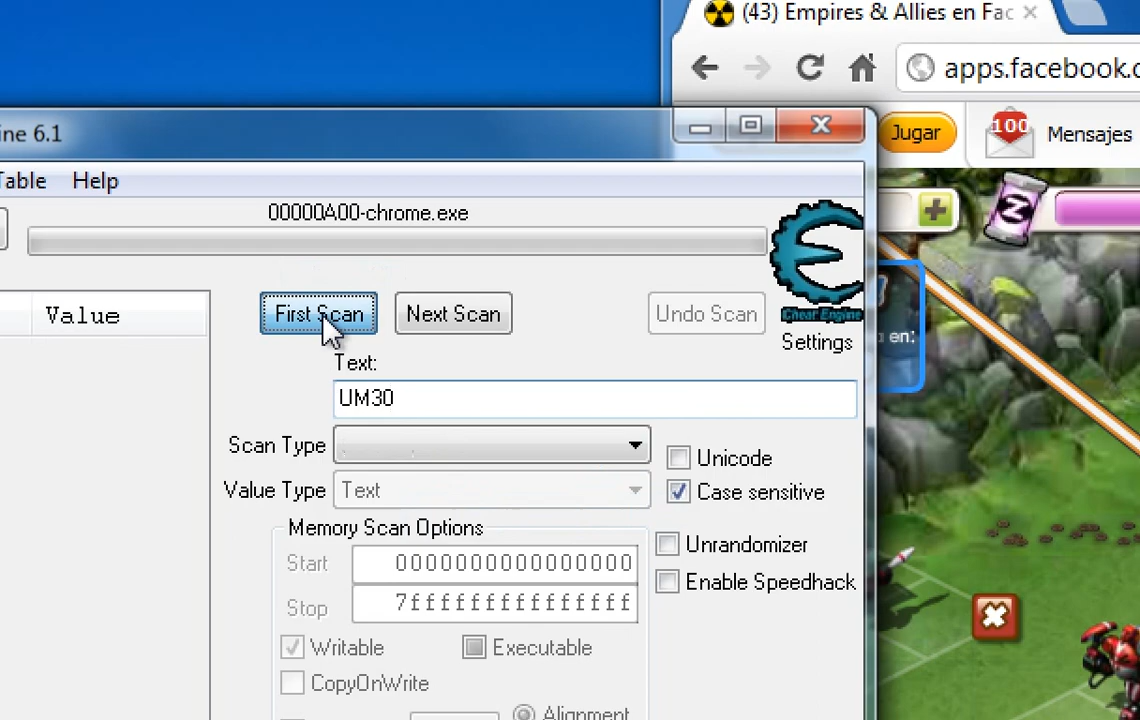 (43) Empires & Allies en Fac
apps.facebook.c
ine 6.1
Jugar
100
Mensajes
Table Help
00000A00-chrome.exe
Z
Value
First Scan
Next Scan
Undo Scan
Cheat Engine
Settings
en:
Text:
UM30
Scan Type
Unicode
Value Type
Text
Case sensitive
Memory Scan Options
Unrandomizer
Start
0000000000000000
Enable Speedhack
Stop
7fffffffffffffff
Writable
Executable
CopyOnWrite
Alignment